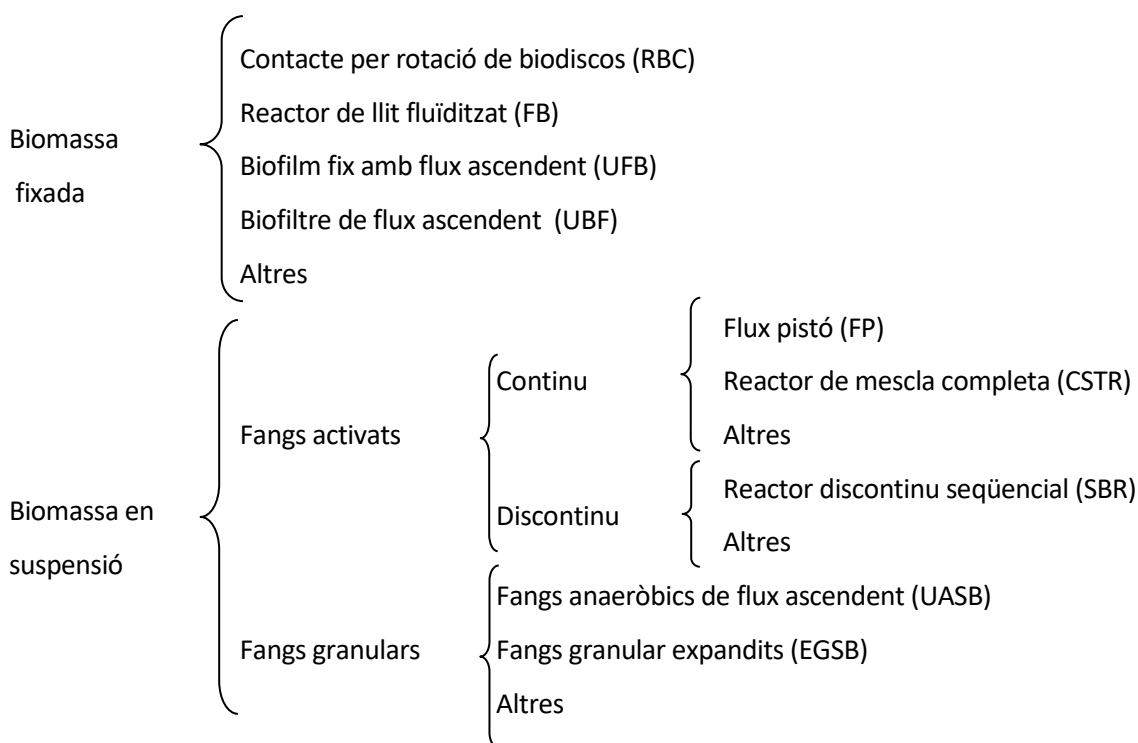 Biomassa
fixada
Contacte per rotació de biodiscos (RBC)
Reactor de llit fluïditzat (FB)
Biofilm fix amb flux ascendent (UFB)
Biofiltre de flux ascendent (UBF)
Altres
Biomassa en
suspensió
Fangs activats
Continu
Flux pistó (FP)
Reactor de mescla completa (CSTR)
Altres
Discontinu
Reactor discontinu seqüencial (SBR)
Altres
Fangs granulars
Fangs anaeròbics de flux ascendent (UASB)
Fangs granular expandits (EGSB)
Altres